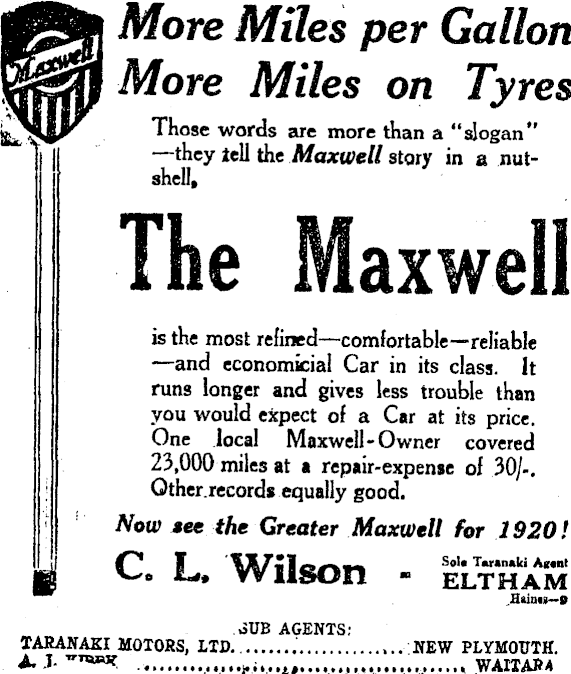 Maxwell
More Miles per Gallon
More Miles on Tyres
Those words are more than a "slogan"
—they tell the Maxwell story in a nut-
shell,
The Maxwell
is the most refined—comfortable—reliable
—and economicial Car in its class. It
runs longer and gives less trouble than
you would expect of a Car at its price.
One local Maxwell-Owner covered
23,000 miles at a repair-expense of 30/-.
Other records equally good.
Now see the Greater Maxwell for 1920!
C. L. Wilson -
Sole Taranaki Agent
ELTHAM
Haines—9
SUB AGENTS:
TARANAKI MOTORS, LTD. .................... NEW PLYMOUTH.
A. J. .......................................... WAITARA